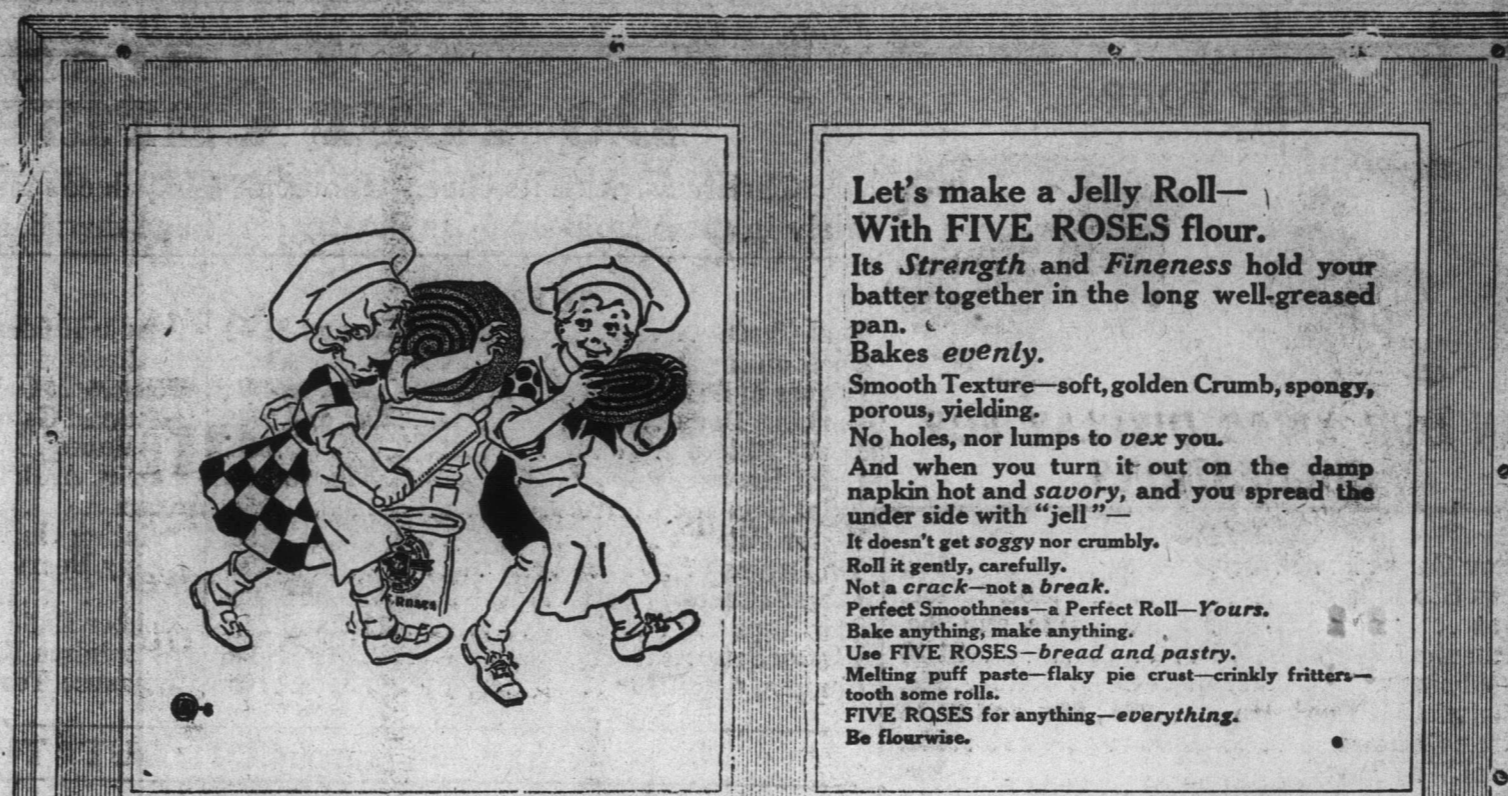 Let's make a Jelly Roll—
With FIVE ROSES flour.
Its Strength and Fineness hold your
batter together in the long well-greased
pan.
Bakes evenly.
Smooth Texture—soft, golden Crumb, spongy,
porous, yielding.
No holes, nor lumps to vex you.
And when you turn it out on the damp
napkin hot and savory, and you spread the
under side with "jell"—
It doesn't get soggy nor crumbly.
Roll it gently, carefully.
Not a crack—not a break.
Perfect Smoothness—a Perfect Roll—Yours.
Bake anything, make anything.
Use FIVE ROSES—bread and pastry.
Melting puff paste—flaky pie crust—crinkly fritters—
tooth some rolls.
FIVE ROSES for anything—everything.
Be flourwise.
ROSES